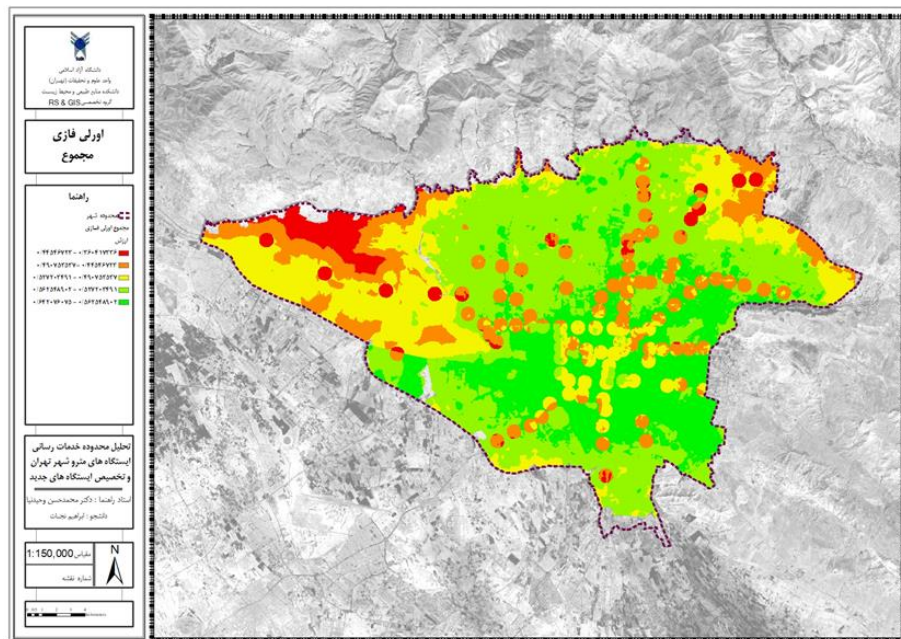 دانشگاه آزاد اسلامی
واحد علوم و تحقیقات (تهران)
دانشکده منابع طبیعی و محیط زیست
گروه تخصصی RS & GIS
اورلی فازی
مجموع
راهنما
محدوده شهر
مجموع اورلی فازی
ارزش
تحلیل محدوده خدمات رسانی
ایستگاه های مترو شهر تهران
و تخصیص ایستگاه های جدید
استاد راهنما : دکتر محمدحسن وحیدنیا
دانشجو : ابراهیم نجات
مقیاس 1:150,000
N
شماره نقشه